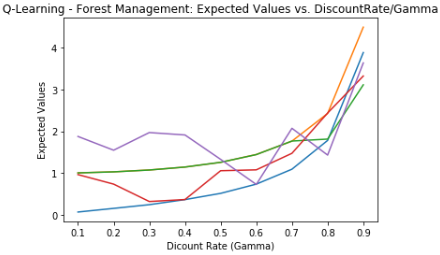 Q-Learning - Forest Management: Expected Values vs. DiscountRate/Gamma
Expected Values
4
3
2
1
0
0.1 0.2 0.3 0.4 0.5 0.6 0.7 0.8 0.9
Dicount Rate (Gamma)